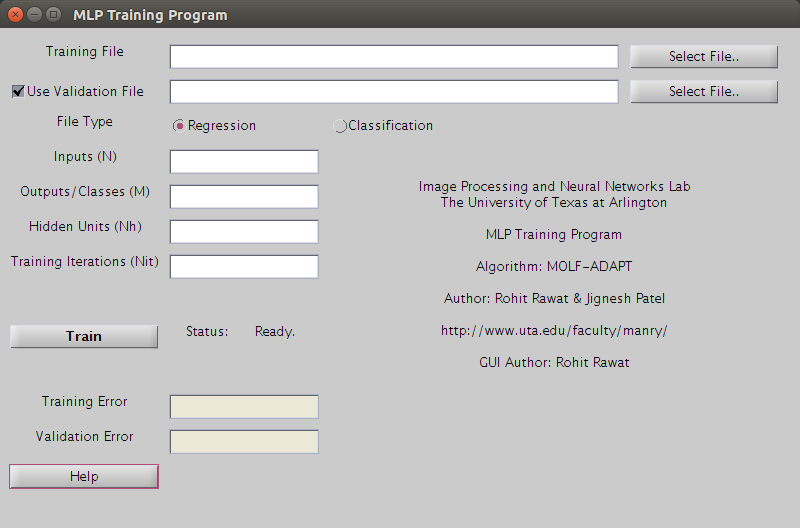 MLP Training Program
Training File
Select File..
Use Validation File
Select File..
File Type
Regression
Classification
Inputs (N)
Outputs/Classes (M)
Hidden Units (Nh)
Training Iterations (Nit)
Image Processing and Neural Networks Lab
The University of Texas at Arlington
MLP Training Program
Algorithm: MOLF-ADAPT
Author: Rohit Rawat & Jignesh Patel
http://www.uta.edu/faculty/manry/
GUI Author: Rohit Rawat
Train
Status:
Ready.
Training Error
Validation Error
Help